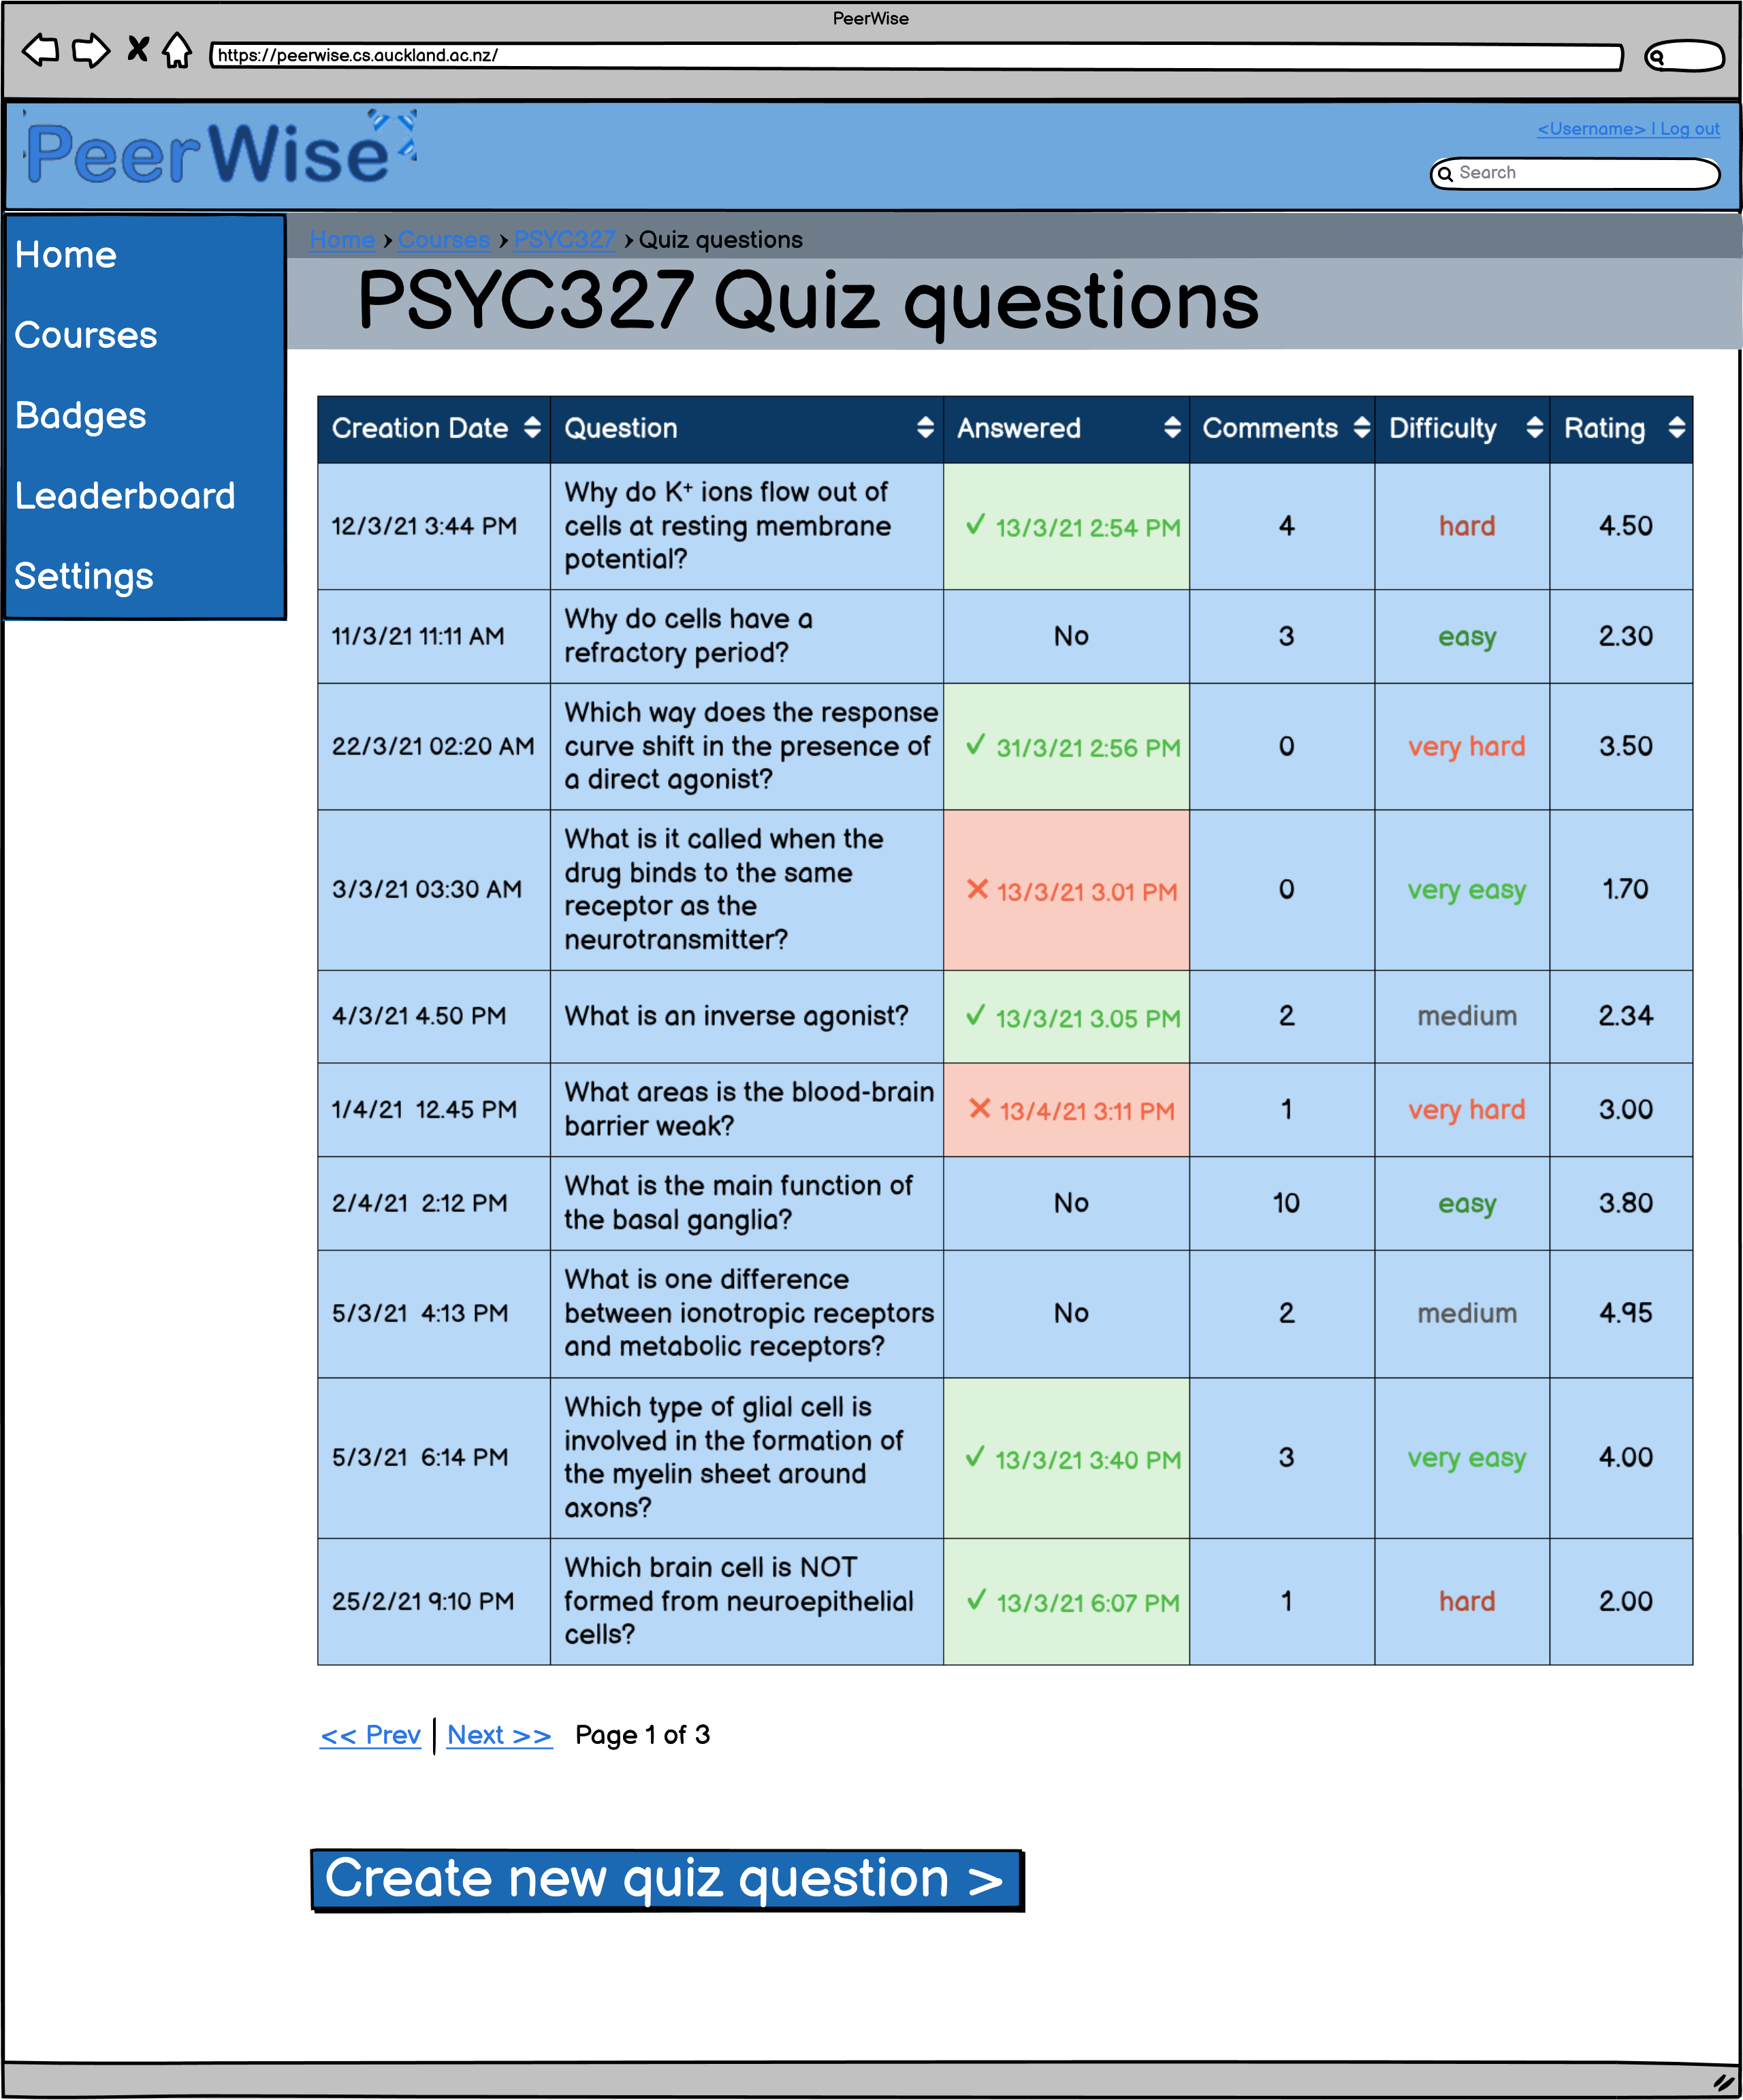 PeerWise
https://peerwise.cs.auckland.ac.nz/
PeerWise
<Username> | Log out
Search
Home
Courses
Badges
Leaderboard
Settings
Home > Courses > PSYC327 > Quiz questions
PSYC327 Quiz questions
Creation Date Question Answered Comments Difficulty Rating
12/3/21 3:44 PM
Why do K⁺ ions flow out of
cells at resting membrane
potential?
✓ 13/3/21 2:54 PM 4 hard 4.50
11/3/21 11:11 AM
Why do cells have a
refractory period?
No 3 easy 2.30
22/3/21 02:20 AM
Which way does the response
curve shift in the presence of
a direct agonist?
✓ 31/3/21 2:56 PM 0 very hard 3.50
3/3/21 03:30 AM
What is it called when the
drug binds to the same
receptor as the
neurotransmitter?
✕ 13/3/21 3.01 PM 0 very easy 1.70
4/3/21 4.50 PM
What is an inverse agonist?
✓ 13/3/21 3.05 PM 2 medium 2.34
1/4/21 12.45 PM
What areas is the blood-brain
barrier weak?
✕ 13/4/21 3:11 PM 1 very hard 3.00
2/4/21 2:12 PM
What is the main function of
the basal ganglia?
No 10 easy 3.80
5/3/21 4:13 PM
What is one difference
between ionotropic receptors
and metabolic receptors?
No 2 medium 4.95
5/3/21 6:14 PM
Which type of glial cell is
involved in the formation of
the myelin sheet around
axons?
✓ 13/3/21 3:40 PM 3 very easy 4.00
25/2/21 9:10 PM
Which brain cell is NOT
formed from neuroepithelial
cells?
✓ 13/3/21 6:07 PM 1 hard 2.00
<< Prev | Next >> Page 1 of 3
Create new quiz question >